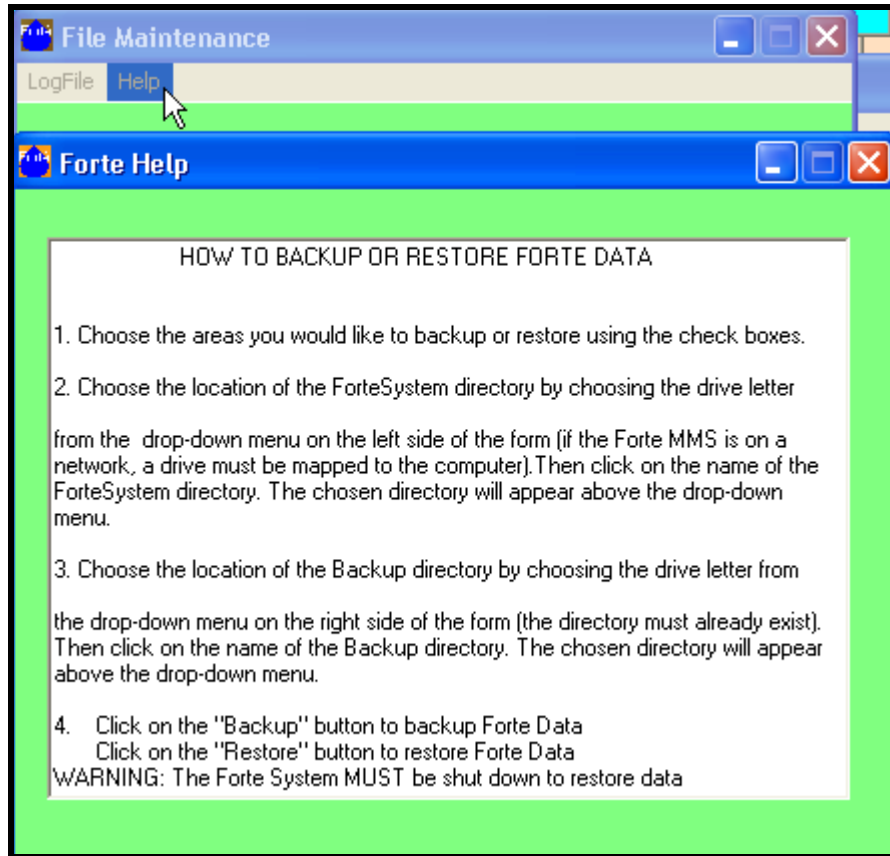 File Maintenance
LogFile Help
Forte Help
HOW TO BACKUP OR RESTORE FORTE DATA
1. Choose the areas you would like to backup or restore using the check boxes.
2. Choose the location of the ForteSystem directory by choosing the drive letter
from the drop-down menu on the left side of the form (if the Forte MMS is on a
network, a drive must be mapped to the computer).Then click on the name of the
ForteSystem directory. The chosen directory will appear above the drop-down
menu.
3. Choose the location of the Backup directory by choosing the drive letter from
the drop-down menu on the right side of the form (the directory must already exist).
Then click on the name of the Backup directory. The chosen directory will appear
above the drop-down menu.
4. Click on the "Backup" button to backup Forte Data
Click on the "Restore" button to restore Forte Data
WARNING: The Forte System MUST be shut down to restore data